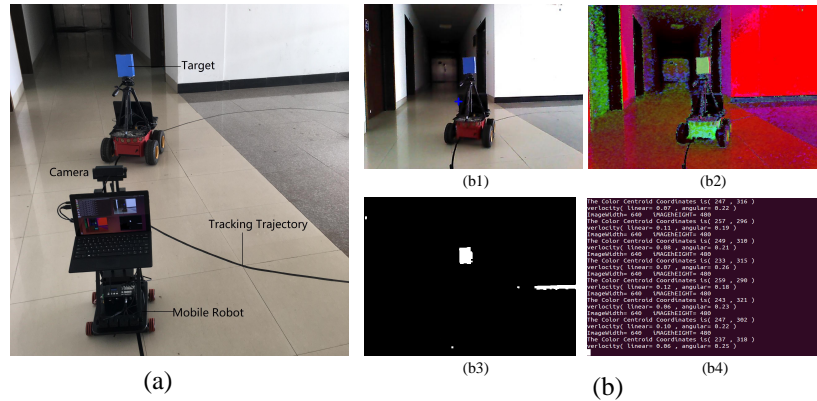 Target
Camera
Tracking Trajectory
Mobile Robot
(a)
(b1)
(b2)
(b3)
The Color Centroid Coordinates is( 247 , 316 )
verlocity( linear= 0.07 , angular= 0.22 )
ImageWidth= 640 iMAGEhEIGHT= 480
The Color Centroid Coordinates is( 257 , 296 )
verlocity( linear= 0.11 , angular= 0.19 )
ImageWidth= 640 iMAGEhEIGHT= 480
The Color Centroid Coordinates is( 249 , 310 )
verlocity( linear= 0.08 , angular= 0.21 )
ImageWidth= 640 iMAGEhEIGHT= 480
The Color Centroid Coordinates is( 233 , 315 )
verlocity( linear= 0.07 , angular= 0.26 )
ImageWidth= 640 iMAGEhEIGHT= 480
The Color Centroid Coordinates is( 259 , 290 )
verlocity( linear= 0.12 , angular= 0.18 )
ImageWidth= 640 iMAGEhEIGHT= 480
The Color Centroid Coordinates is( 243 , 321 )
verlocity( linear= 0.06 , angular= 0.23 )
ImageWidth= 640 iMAGEhEIGHT= 480
The Color Centroid Coordinates is( 247 , 302 )
verlocity( linear= 0.10 , angular= 0.22 )
ImageWidth= 640 iMAGEhEIGHT= 480
The Color Centroid Coordinates is( 237 , 318 )
verlocity( linear= 0.06 , angular= 0.25 )
(b4)
(b)